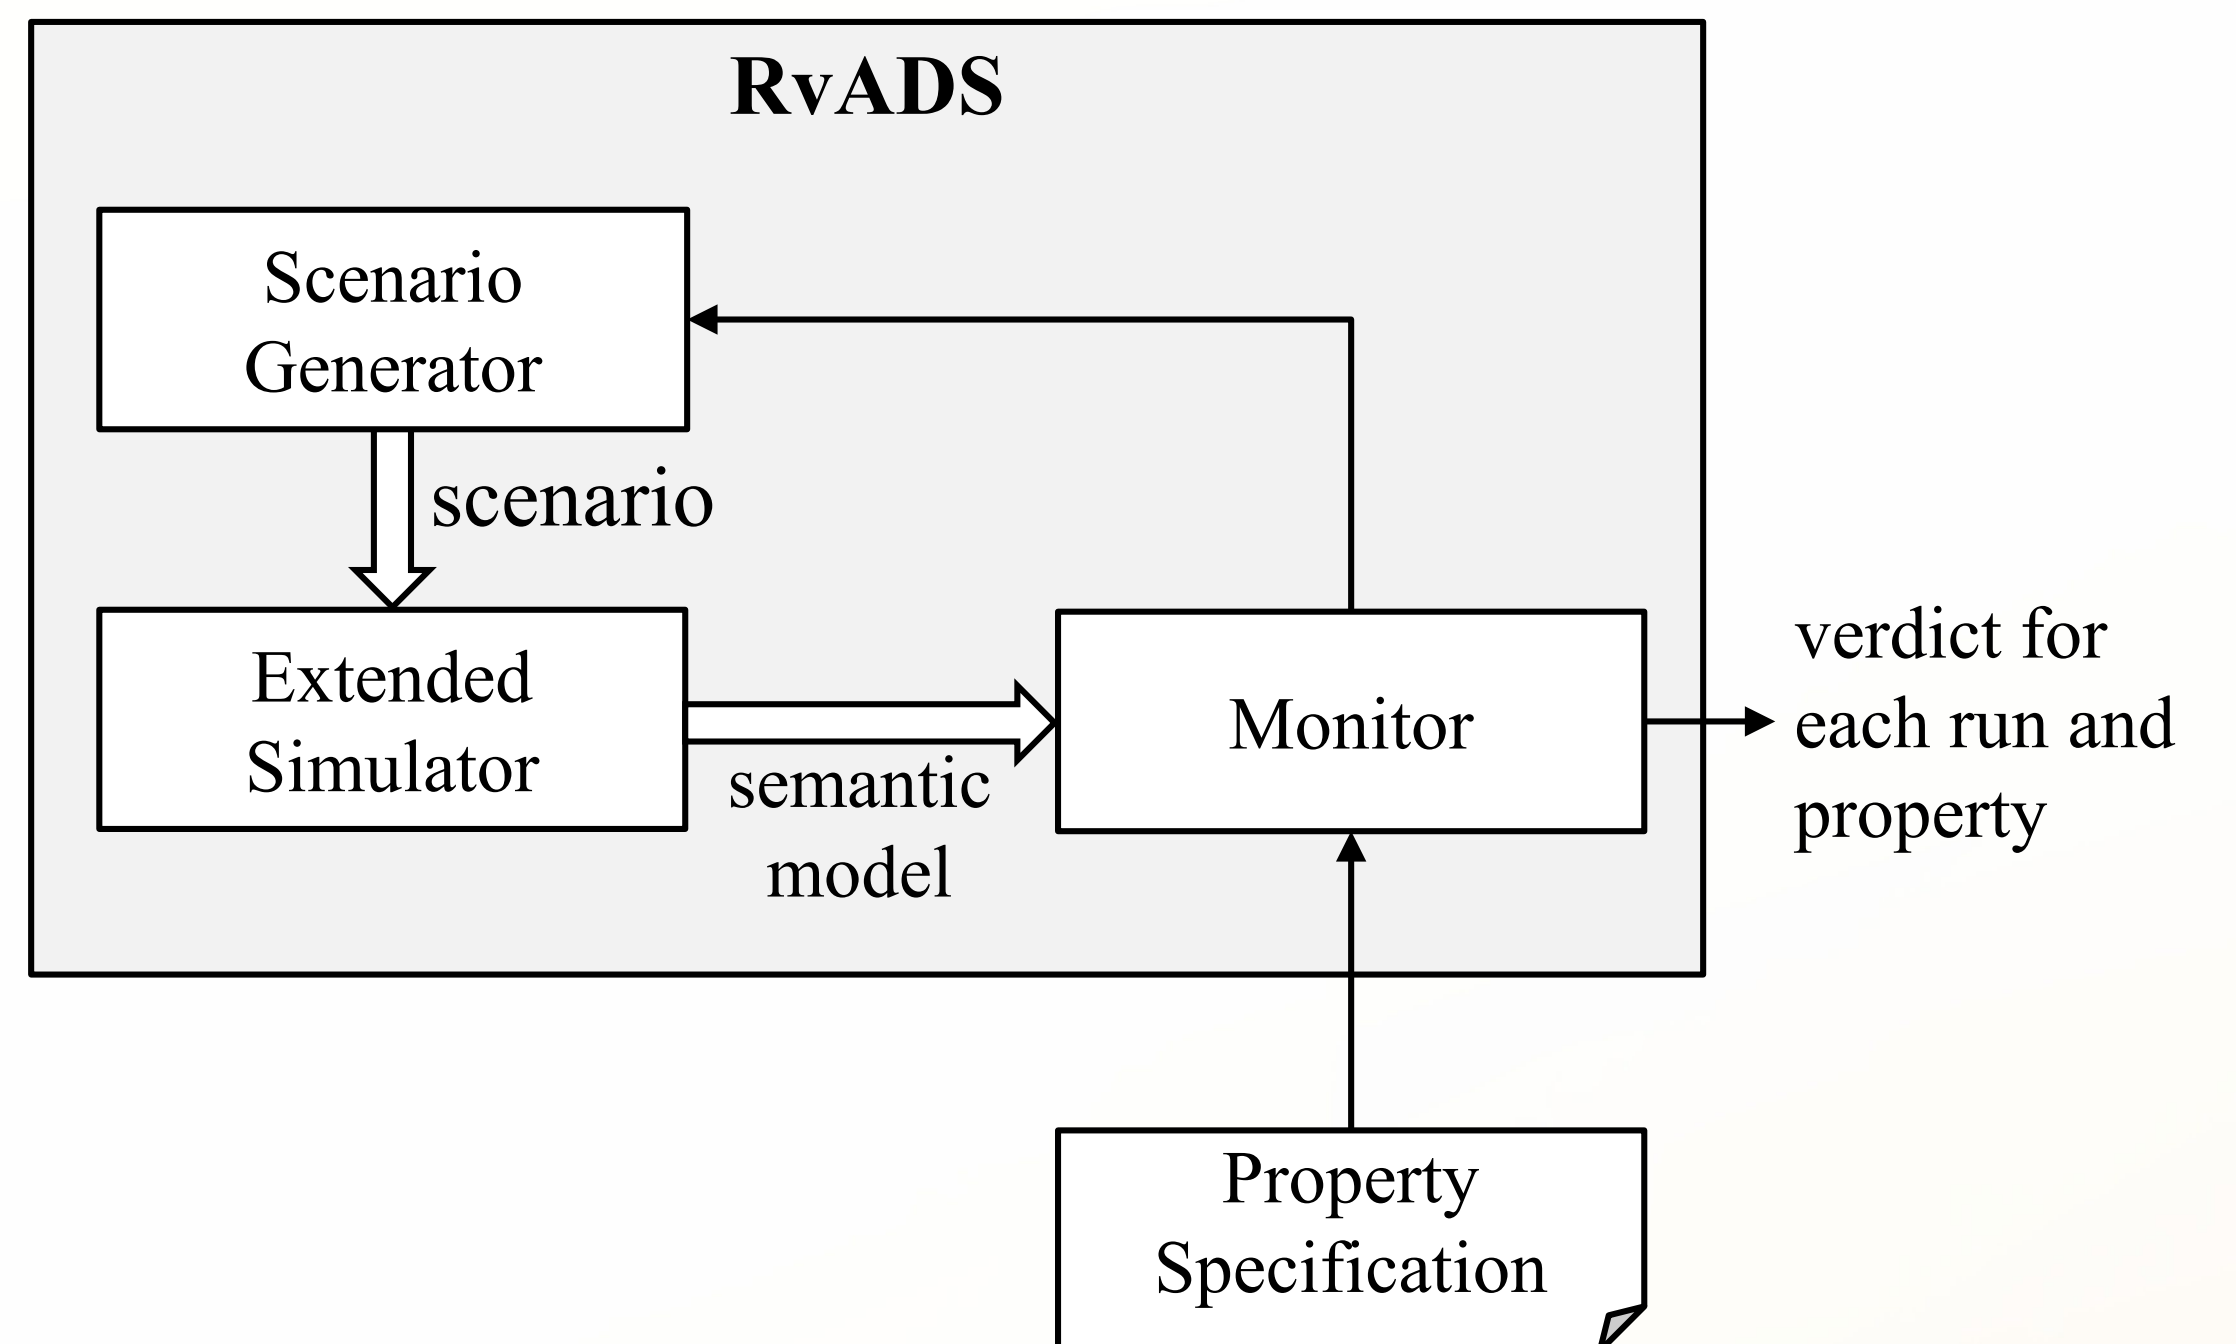 RvADS
Scenario
Generator
scenario
Extended
Simulator
semantic
model
Monitor
verdict for
each run and
property
Property
Specification